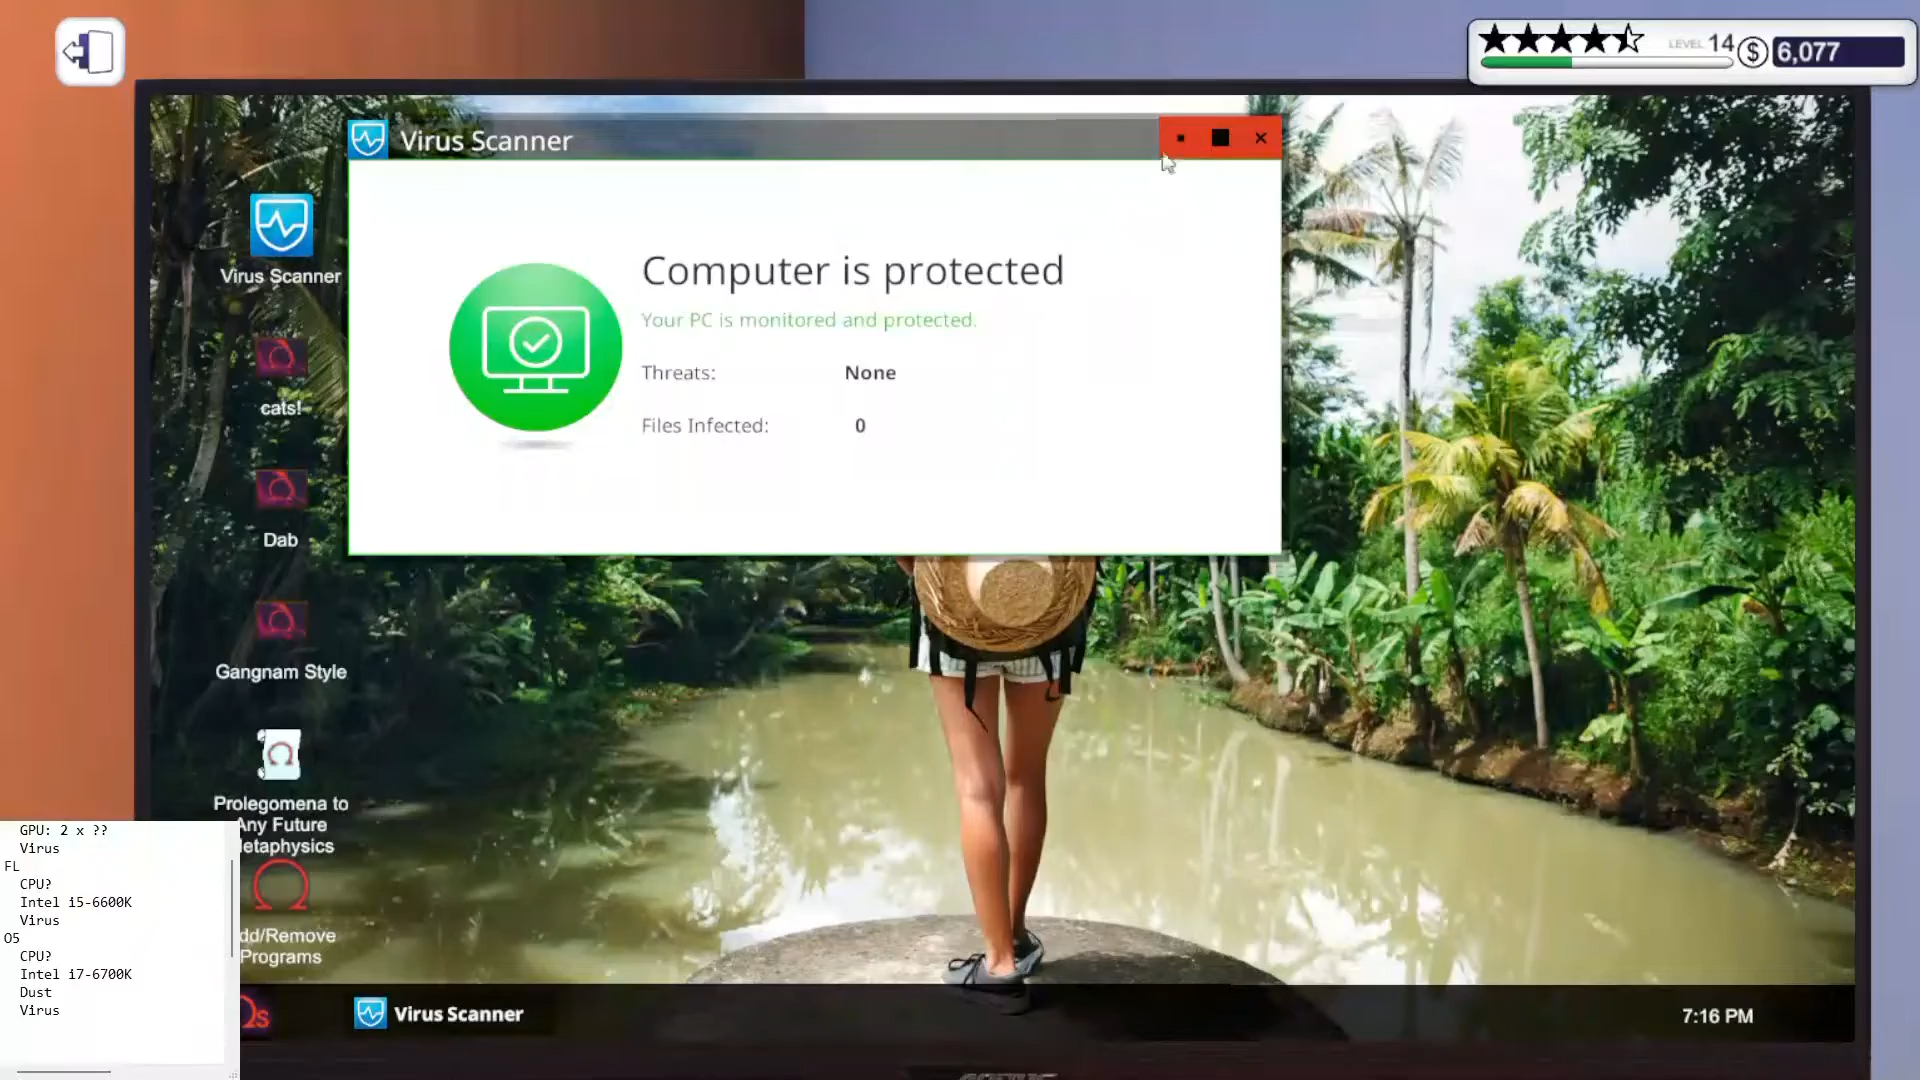 LEVEL 14
$ 6,077
Virus Scanner
Virus Scanner
Computer is protected
Your PC is monitored and protected.
Threats: None
Files Infected: 0
cats!
Dab
Gangnam Style
Prolegomena to
Any Future
etaphysics
dd/Remove
Programs
GPU: 2 x ??
Virus
FL
CPU?
Intel i5-6600K
Virus
O5
CPU?
Intel i7-6700K
Dust
Virus
Ωs
Virus Scanner
7:16 PM